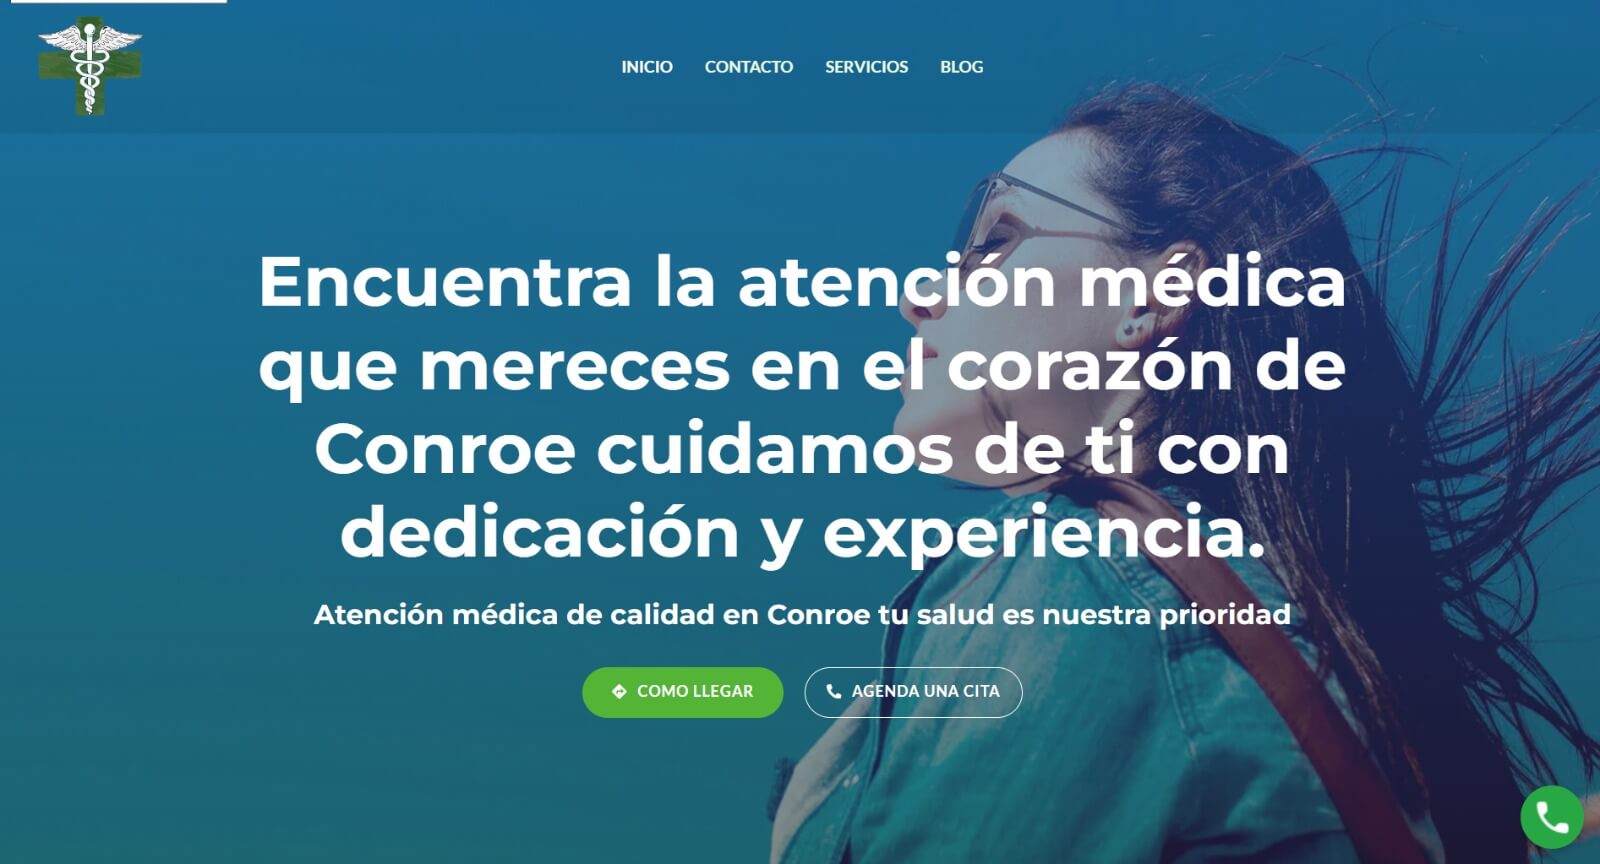 INICIO CONTACTO SERVICIOS BLOG
Encuentra la atención médica
que mereces en el corazón de
Conroe cuidamos de ti con
dedicación y experiencia.
Atención médica de calidad en Conroe tu salud es nuestra prioridad
COMO LLEGAR AGENDA UNA CITA